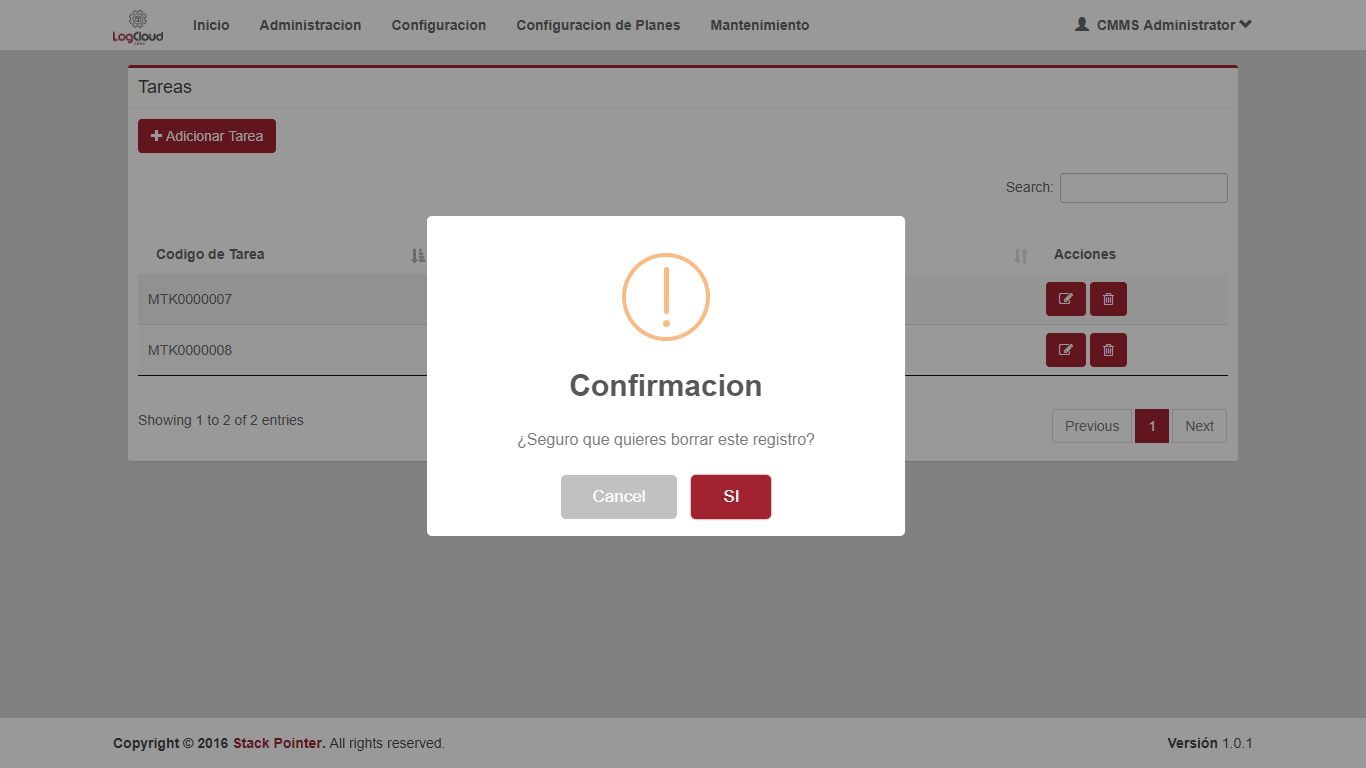 LogCloud
Inicio
Administracion
Configuracion
Configuracion de Planes
Mantenimiento
CMMS Administrator
Tareas
Adicionar Tarea
Search:
Codigo de Tarea
Acciones
MTK0000007
MTK0000008
Confirmacion
¿Seguro que quieres borrar este registro?
Cancel
SI
Showing 1 to 2 of 2 entries
Previous
1
Next
Copyright © 2016 Stack Pointer. All rights reserved.
Versión 1.0.1